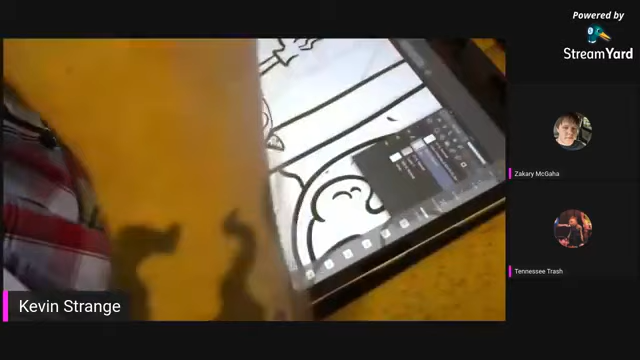 Powered by
StreamYard
Zakary McGaha
Tennessee Trash
Kevin Strange